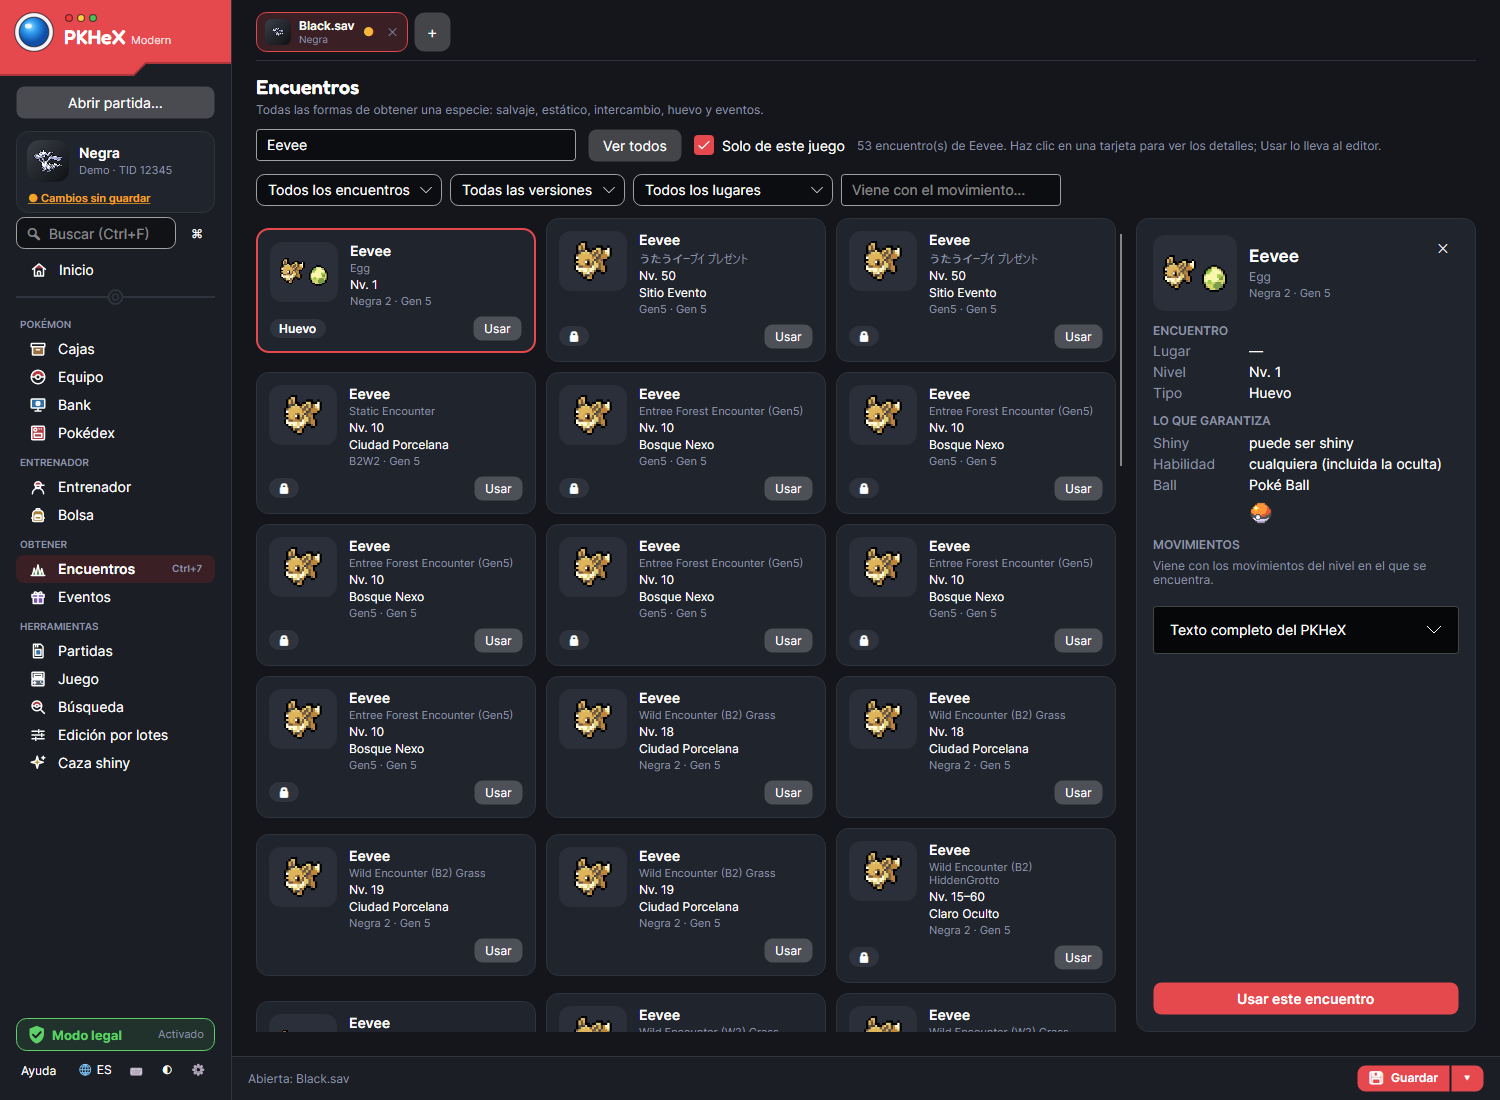 PKHeX Modern
Abrir partida...
Negra
Demo · TID 12345
Cambios sin guardar
Buscar (Ctrl+F)
⌘
Inicio
POKÉMON
Cajas
Equipo
Bank
Pokédex
ENTRENADOR
Entrenador
Bolsa
OBTENER
Encuentros Ctrl+7
Eventos
HERRAMIENTAS
Partidas
Juego
Búsqueda
Edición por lotes
Caza shiny
Modo legal Activado
Ayuda ES
Black.sav
Negra
+
Encuentros
Todas las formas de obtener una especie: salvaje, estático, intercambio, huevo y eventos.
Eevee Ver todos Solo de este juego 53 encuentro(s) de Eevee. Haz clic en una tarjeta para ver los detalles; Usar lo lleva al editor.
Todos los encuentros Todas las versiones Todos los lugares Viene con el movimiento...
Eevee
Egg
Nv. 1
Negra 2 · Gen 5
Huevo Usar
Eevee
うたうイーブイプレゼント
Nv. 50
Sitio Evento
Gen5 · Gen 5
Usar
Eevee
うたうイーブイプレゼント
Nv. 50
Sitio Evento
Gen5 · Gen 5
Usar
Eevee
Static Encounter
Nv. 10
Ciudad Porcelana
B2W2 · Gen 5
Usar
Eevee
Entree Forest Encounter (Gen5)
Nv. 10
Bosque Nexo
Gen5 · Gen 5
Usar
Eevee
Entree Forest Encounter (Gen5)
Nv. 10
Bosque Nexo
Gen5 · Gen 5
Usar
Eevee
Entree Forest Encounter (Gen5)
Nv. 10
Bosque Nexo
Gen5 · Gen 5
Usar
Eevee
Entree Forest Encounter (Gen5)
Nv. 10
Bosque Nexo
Gen5 · Gen 5
Usar
Eevee
Entree Forest Encounter (Gen5)
Nv. 10
Bosque Nexo
Gen5 · Gen 5
Usar
Eevee
Entree Forest Encounter (Gen5)
Nv. 10
Bosque Nexo
Gen5 · Gen 5
Usar
Eevee
Wild Encounter (B2) Grass
Nv. 18
Ciudad Porcelana
Negra 2 · Gen 5
Usar
Eevee
Wild Encounter (B2) Grass
Nv. 18
Ciudad Porcelana
Negra 2 · Gen 5
Usar
Eevee
Wild Encounter (B2) Grass
Nv. 19
Ciudad Porcelana
Negra 2 · Gen 5
Usar
Eevee
Wild Encounter (B2) Grass
Nv. 19
Ciudad Porcelana
Negra 2 · Gen 5
Usar
Eevee
Wild Encounter (B2)
HiddenGrotto
Nv. 15–60
Claro Oculto
Negra 2 · Gen 5
Usar
Eevee
Eevee
Wild Encounter (W2) Grass
Eevee
Wild Encounter (W2) Grass
Eevee
Egg
Negra 2 · Gen 5
ENCUENTRO
Lugar —
Nivel Nv. 1
Tipo Huevo
LO QUE GARANTIZA
Shiny puede ser shiny
Habilidad cualquiera (incluida la oculta)
Ball Poké Ball
MOVIMIENTOS
Viene con los movimientos del nivel en el que se
encuentra.
Texto completo del PKHeX
Usar este encuentro
Abierta: Black.sav
Guardar